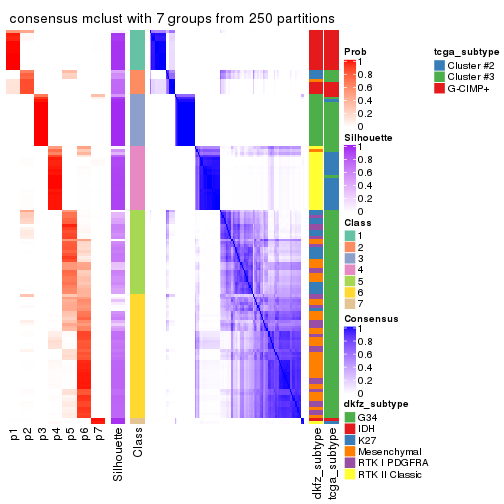 consensus mclust with 7 groups from 250 partitions
Prob
1
0.8
0.6
0.4
0.2
0
Silhouette
1
0.8
0.6
0.4
0.2
0
Class
1
2
3
4
5
6
7
Consensus
1
0.8
0.6
0.4
0.2
0
dkfz_subtype
G34
IDH
K27
Mesenchymal
RTK I PDGFRA
RTK II Classic
tcga_subtype
Cluster #2
Cluster #3
G-CIMP+
p1
p2
p3
p4
p5
p6
p7
Silhouette
Class
dkfz_subtype
tcga_subtype